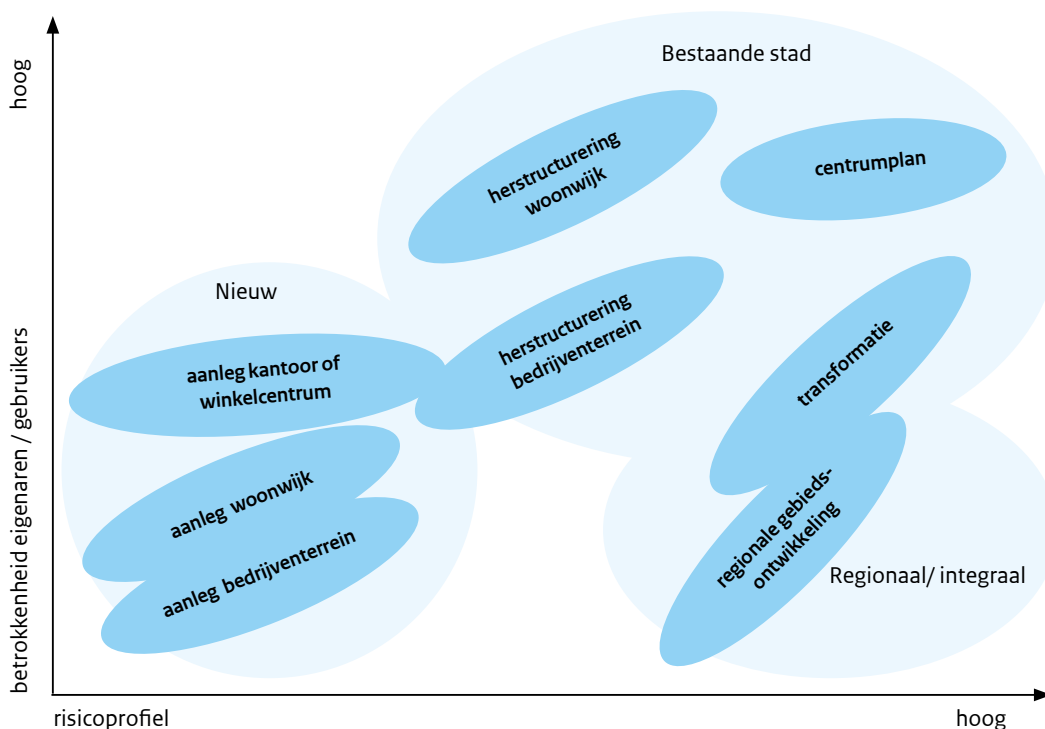 hoog
betrokkenheid eigenaren / gebruikers
Bestaande stad
herstructurering
woonwijk
centrumplan
Nieuw
aanleg kantoor of
winkelcentrum
herstructurering
bedrijventerrein
transformatie
aanleg woonwijk
aanleg bedrijventerrein
regionale gebieds-
ontwikkeling
Regionaal/ integraal
risicoprofiel
hoog